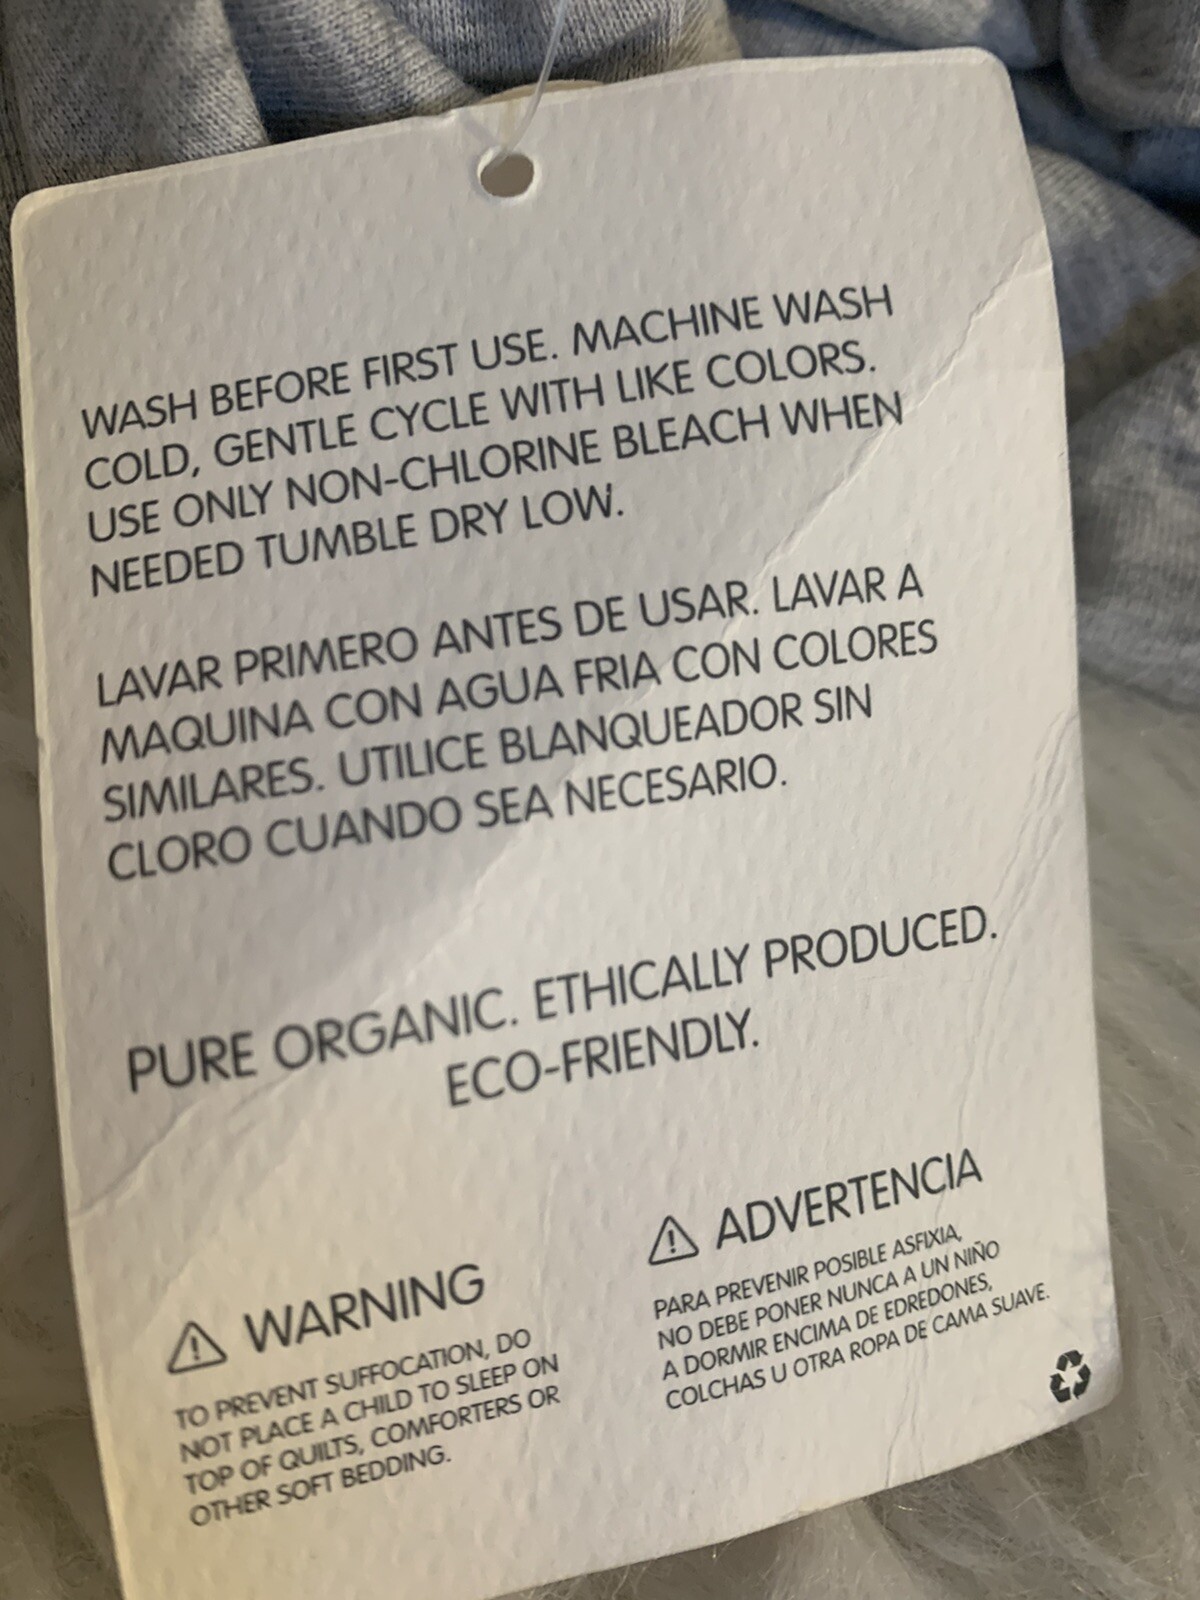 WASH BEFORE FIRST USE. MACHINE WASH
COLD, GENTLE CYCLE WITH LIKE COLORS.
USE ONLY NON-CHLORINE BLEACH WHEN
NEEDED TUMBLE DRY LOW.
LAVAR PRIMERO ANTES DE USAR. LAVAR A
MAQUINA CON AGUA FRIA CON COLORES
SIMILARES. UTILICE BLANQUEADOR SIN
CLORO CUANDO SEA NECESARIO.
PURE ORGANIC. ETHICALLY PRODUCED.
ECO-FRIENDLY.
WARNING
TO PREVENT SUFFOCATION, DO
NOT PLACE A CHILD TO SLEEP ON
TOP OF QUILTS, COMFORTERS OR
OTHER SOFT BEDDING.
ADVERTENCIA
PARA PREVENIR POSIBLE ASFIXIA,
NO DEBE PONER NUNCA A UN NIÑO
A DORMIR ENCIMA DE EDREDONES,
COLCHAS U OTRA ROPA DE CAMA SUAVE.